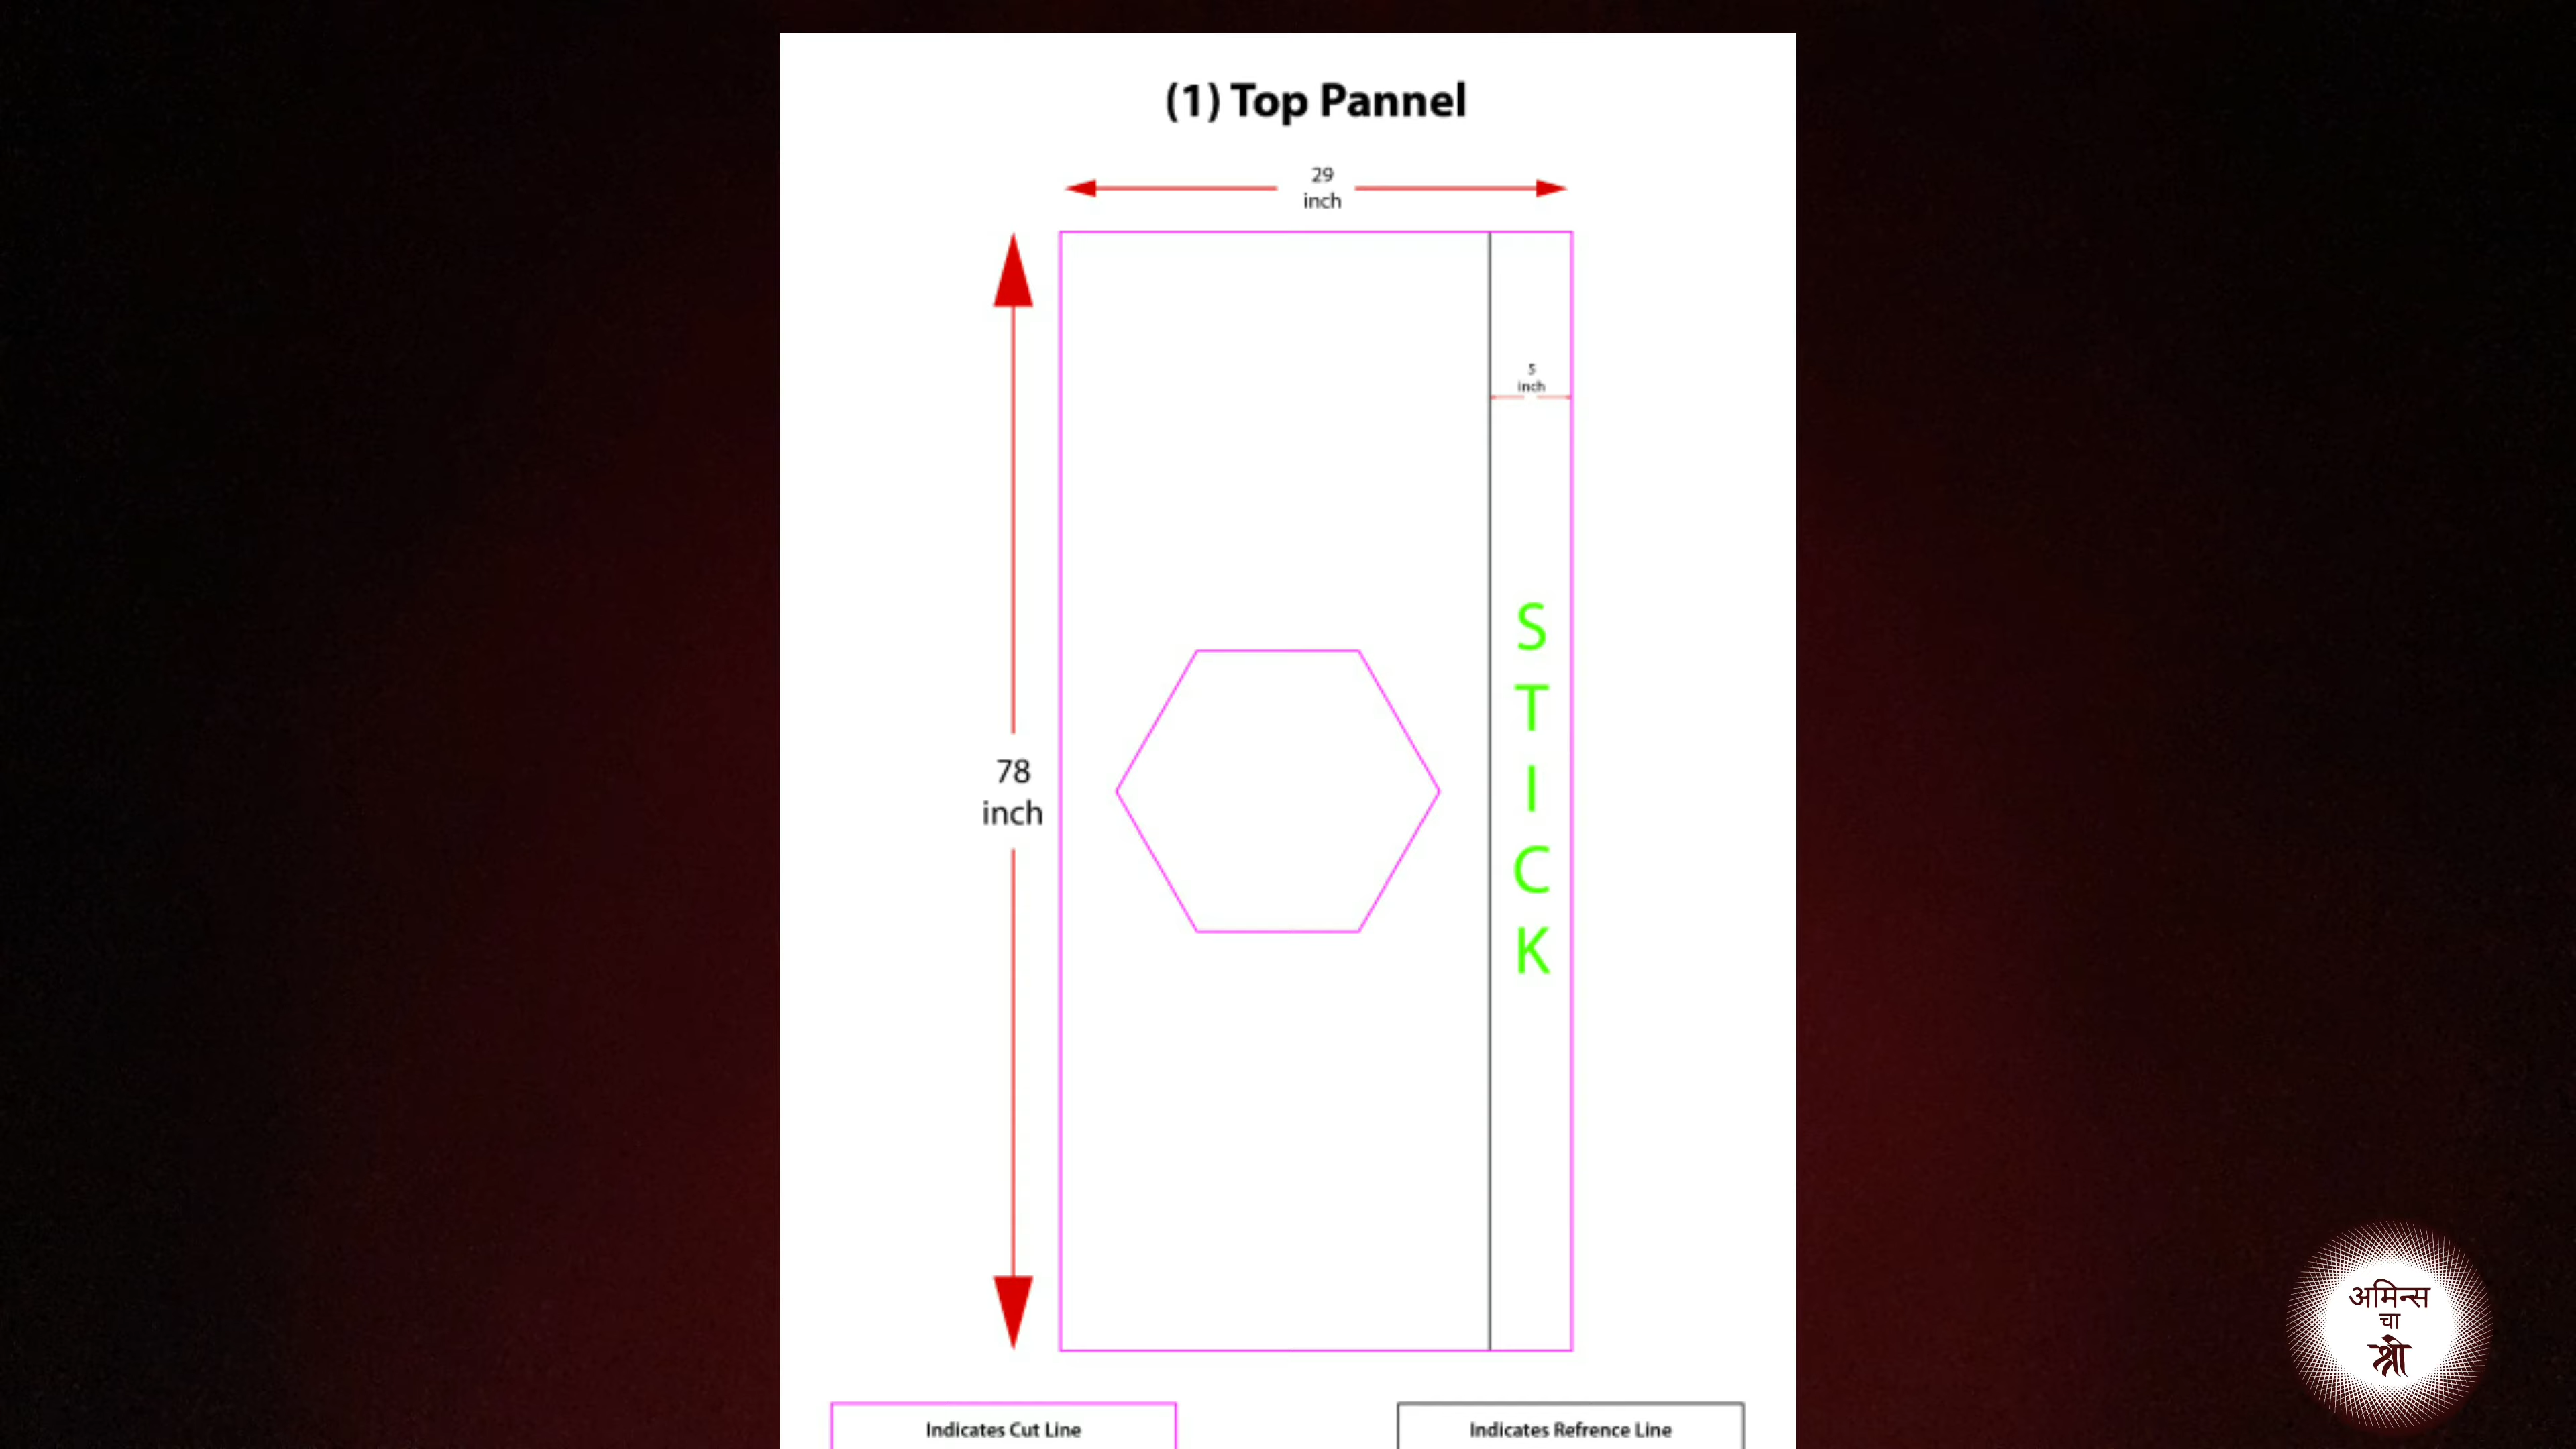 (1) Top Pannel
29
inch
5
inch
78
inch
S
T
I
C
K
Indicates Cut Line
Indicates Refrence Line
अमिन्स
चा
श्री